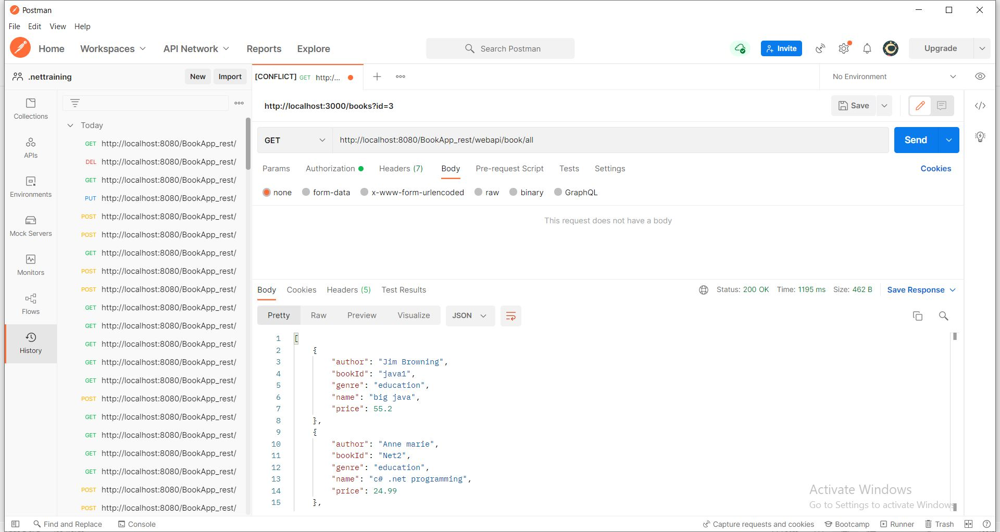 Postman
File Edit View Help
Home Workspaces API Network Reports Explore Search Postman Invite Upgrade
.nettraining New Import [CONFLICT] GET http:/... No Environment
http://localhost:3000/books?id=3 Save
Collections
APIs
Environments
Mock Servers
Monitors
Flows
History
Today
GET http://localhost:8080/BookApp_rest/
DEL http://localhost:8080/BookApp_rest/
GET http://localhost:8080/BookApp_rest/
PUT http://localhost:8080/BookApp_rest/
POST http://localhost:8080/BookApp_rest/
POST http://localhost:8080/BookApp_rest/
GET http://localhost:8080/BookApp_rest/
POST http://localhost:8080/BookApp_rest/
POST http://localhost:8080/BookApp_rest/
GET http://localhost:8080/BookApp_rest/
GET http://localhost:8080/BookApp_rest/
GET http://localhost:8080/BookApp_rest/
GET http://localhost:8080/BookApp_rest/
GET http://localhost:8080/BookApp_rest/
POST http://localhost:8080/BookApp_rest/
GET http://localhost:8080/BookApp_rest/
GET http://localhost:8080/BookApp_rest/
GET http://localhost:8080/BookApp_rest/
GET http://localhost:8080/BookApp_rest/
POST http://localhost:8080/BookApp_rest/
POST http://localhost:8080/BookApp_rest/
GET http://localhost:8080/BookApp_rest/webapi/book/all Send
Params Authorization Headers (7) Body Pre-request Script Tests Settings Cookies
none form-data x-www-form-urlencoded raw binary GraphQL
This request does not have a body
Body Cookies Headers (5) Test Results Status: 200 OK Time: 1195 ms Size: 462 B Save Response
Pretty Raw Preview Visualize JSON
1 [
2 {
3 "author": "Jim Browning",
4 "bookId": "java1",
5 "genre": "education",
6 "name": "big java",
7 "price": 55.2
8 },
9 {
10 "author": "Anne marie",
11 "bookId": "Net2",
12 "genre": "education",
13 "name": "c# .net programming",
14 "price": 24.99
15 },
Activate Windows
Go to Settings to activate Windows.
Find and Replace Console Capture requests and cookies Bootcamp Runner Trash